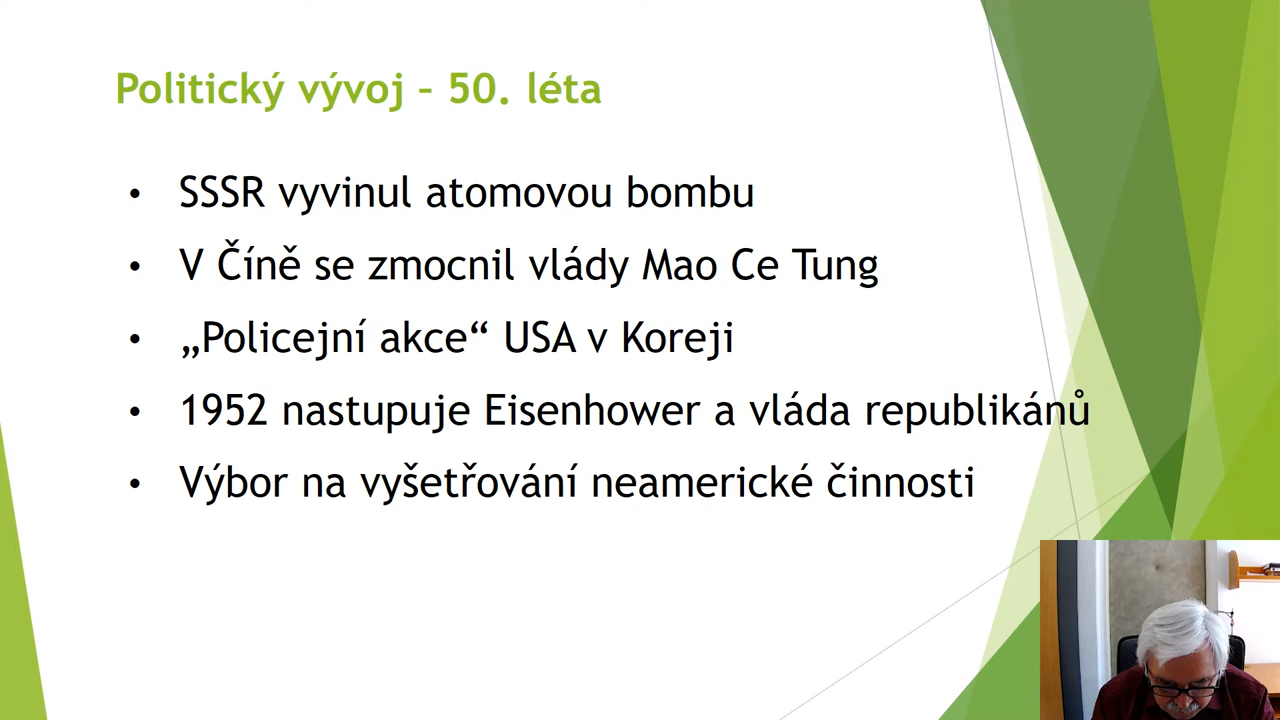 Politický vývoj – 50. léta
• SSSR vyvinul atomovou bombu
• V Číně se zmocnil vlády Mao Ce Tung
• „Policejní akce“ USA v Koreji
• 1952 nastupuje Eisenhower a vláda republikánů
• Výbor na vyšetřování neamerické činnosti